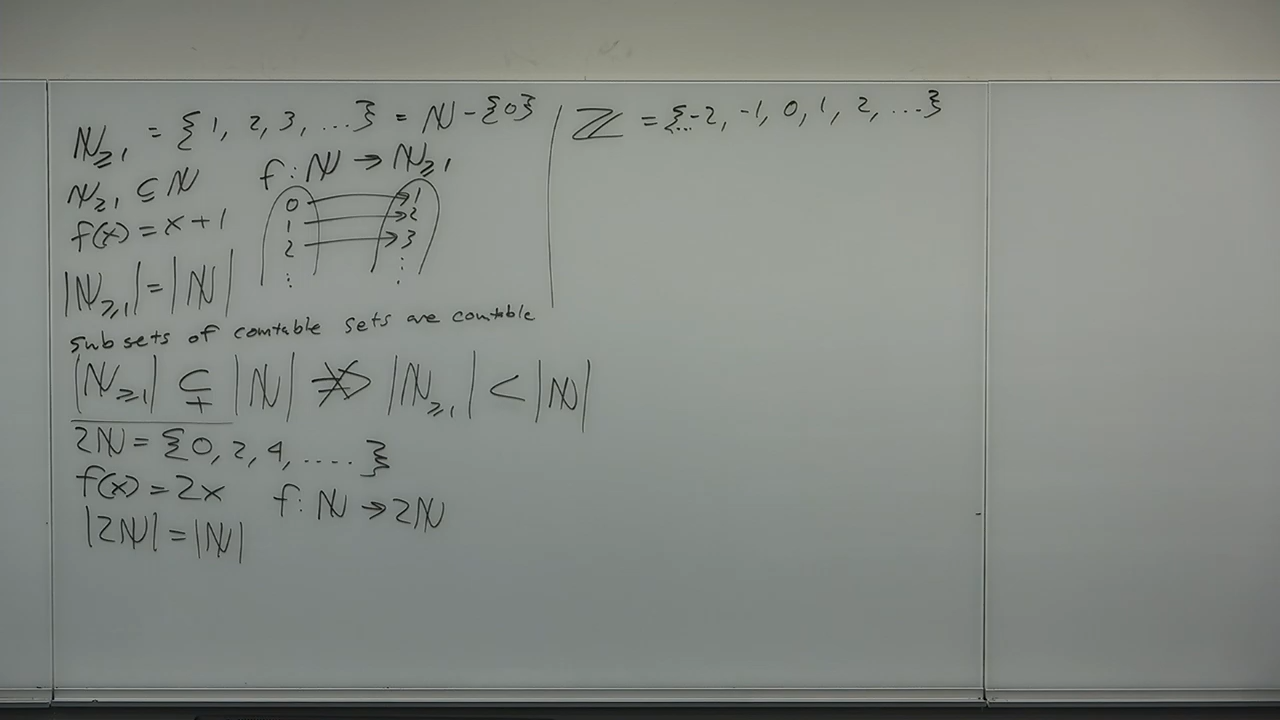 ℕ≥1 = {1, 2, 3, ...} = ℕ - {0}
ℕ≥1 ⊆ ℕ
f: ℕ → ℕ≥1
f(x) = x + 1
0 → 1
1 → 2
2 → 3
⋮ ⋮
|ℕ≥1| = |ℕ|
subsets of countable sets are countable
|ℕ≥1| ⊊ |ℕ| ⇏ |ℕ≥1| < |ℕ|
2ℕ = {0, 2, 4, .....}
f(x) = 2x f: ℕ → 2ℕ
|2ℕ| = |ℕ|
ℤ = {...-2, -1, 0, 1, 2, ...}